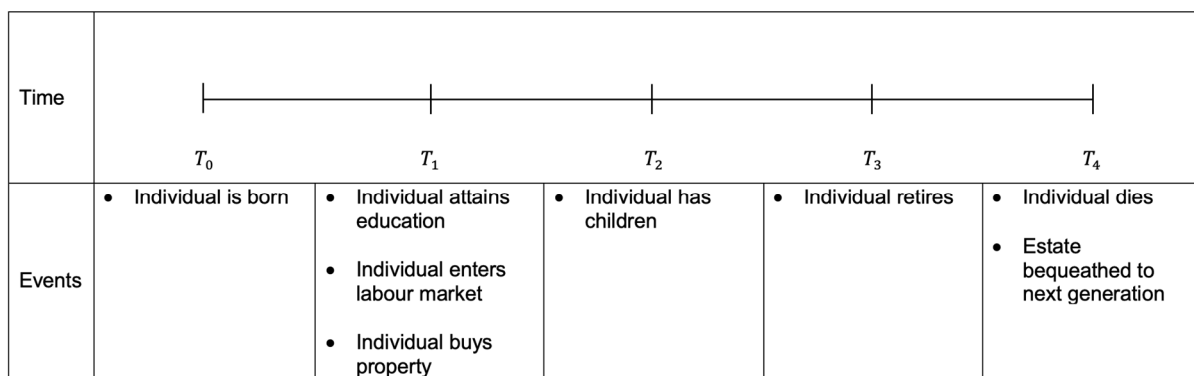 Time
T₀ T₁ T₂ T₃ T₄
Events
• Individual is born
• Individual attains
education
• Individual enters
labour market
• Individual buys
property
• Individual has
children
• Individual retires
• Individual dies
• Estate
bequeathed to
next generation